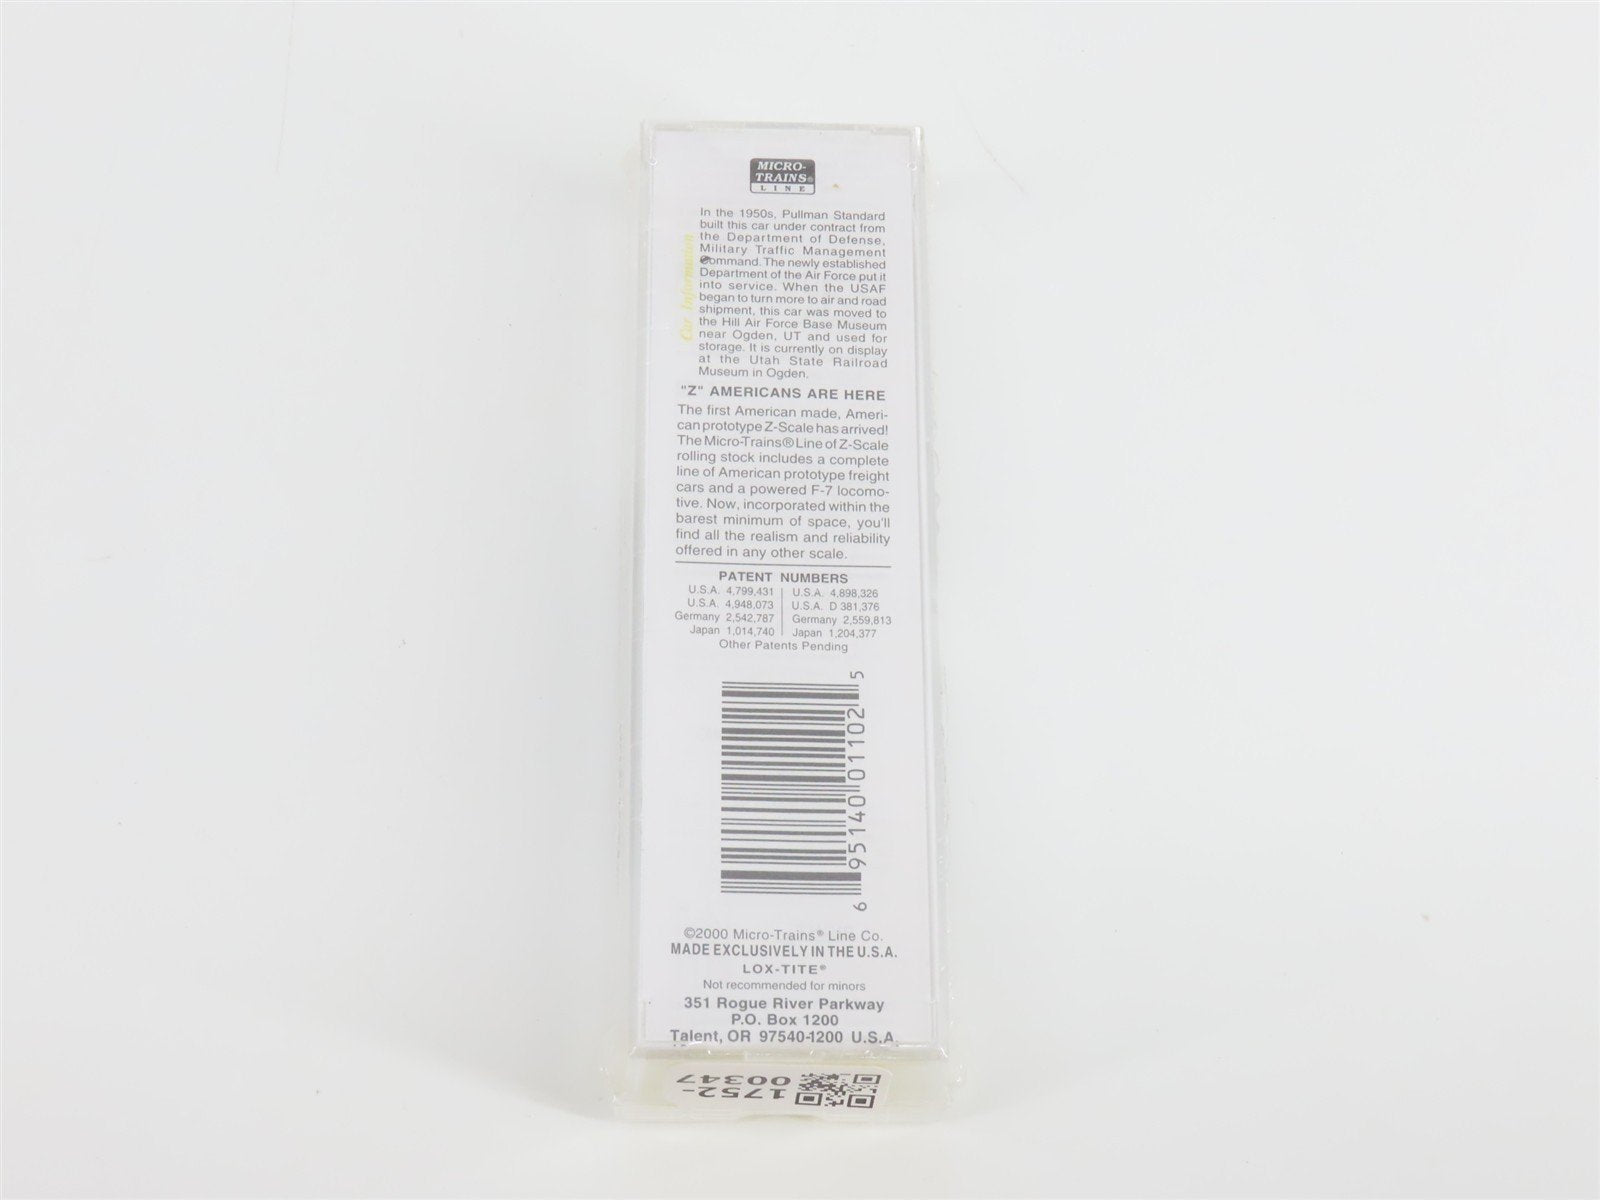 MICRO-
TRAINS®
LINE
Car Information
In the 1950s, Pullman Standard
built this car under contract from
the Department of Defense,
Military Traffic Management
Command. The newly established
Department of the Air Force put it
into service. When the USAF
began to turn more to air and road
shipment, this car was moved to
the Hill Air Force Base Museum
near Ogden, UT and used for
storage. It is currently on display
at the Utah State Railroad
Museum in Ogden.
"Z" AMERICANS ARE HERE
The first American made, Ameri-
can prototype Z-Scale has arrived!
The Micro-Trains® Line of Z-Scale
rolling stock includes a complete
line of American prototype freight
cars and a powered F-7 locomo-
tive. Now, incorporated within the
barest minimum of space, you'll
find all the realism and reliability
offered in any other scale.
PATENT NUMBERS
U.S.A. 4,799,431 U.S.A. 4,898,326
U.S.A. 4,948,073 U.S.A. D 381,376
Germany 2,542,787 Germany 2,559,813
Japan 1,014,740 Japan 1,204,377
Other Patents Pending
6 95140 01102 5
©2000 Micro-Trains® Line Co.
MADE EXCLUSIVELY IN THE U.S.A.
LOX-TITE®
Not recommended for minors
351 Rogue River Parkway
P.O. Box 1200
Talent, OR 97540-1200 U.S.A.
1752-
00347